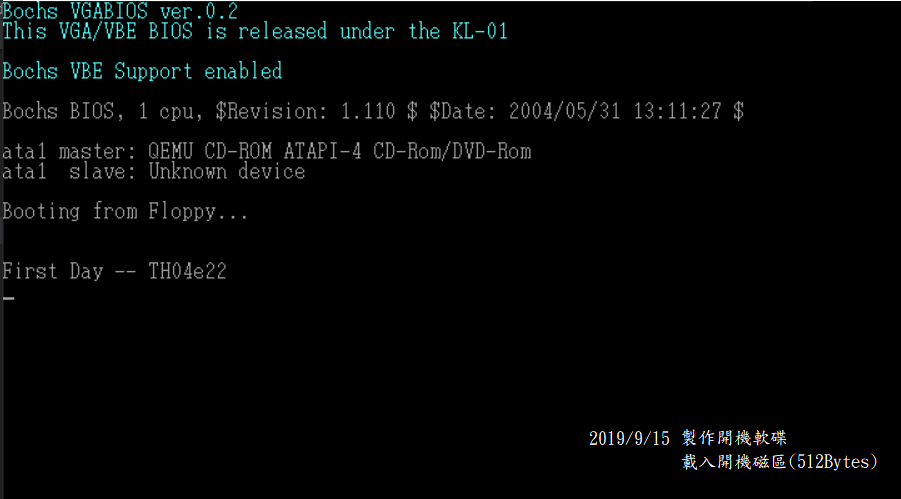 Bochs VGABIOS ver.0.2
This VGA/VBE BIOS is released under the KL-01
Bochs VBE Support enabled
Bochs BIOS, 1 cpu, $Revision: 1.110 $ $Date: 2004/05/31 13:11:27 $
ata1 master: QEMU CD-ROM ATAPI-4 CD-Rom/DVD-Rom
ata1  slave: Unknown device
Booting from Floppy...
First Day -- TH04e22
2019/9/15 製作開機軟碟
載入開機磁區(512Bytes)